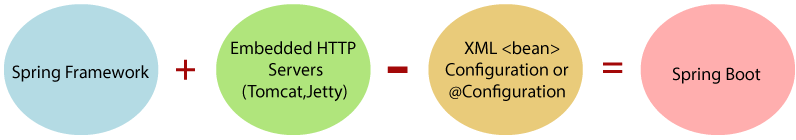 Spring Framework
+
Embedded HTTP
Servers
(Tomcat,Jetty)
-
XML <bean>
Configuration or
@Configuration
=
Spring Boot